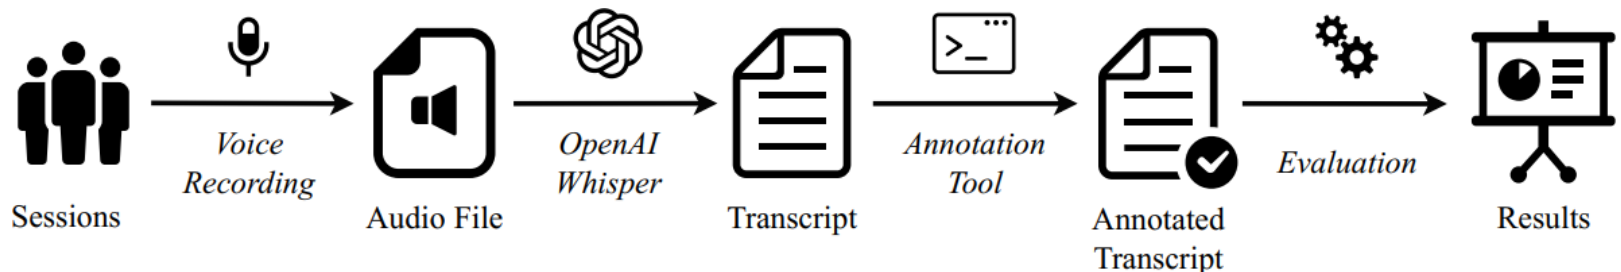 Voice
Recording
OpenAI
Whisper
Annotation
Tool
Evaluation
Sessions
Audio File
Transcript
Annotated
Transcript
Results